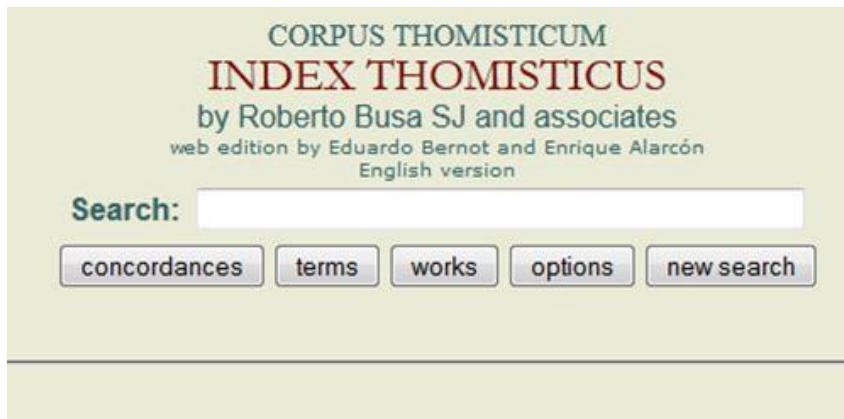 CORPUS THOMISTICUM
INDEX THOMISTICUS
by Roberto Busa SJ and associates
web edition by Eduardo Bernot and Enrique Alarcón
English version
Search:
concordances terms works options new search